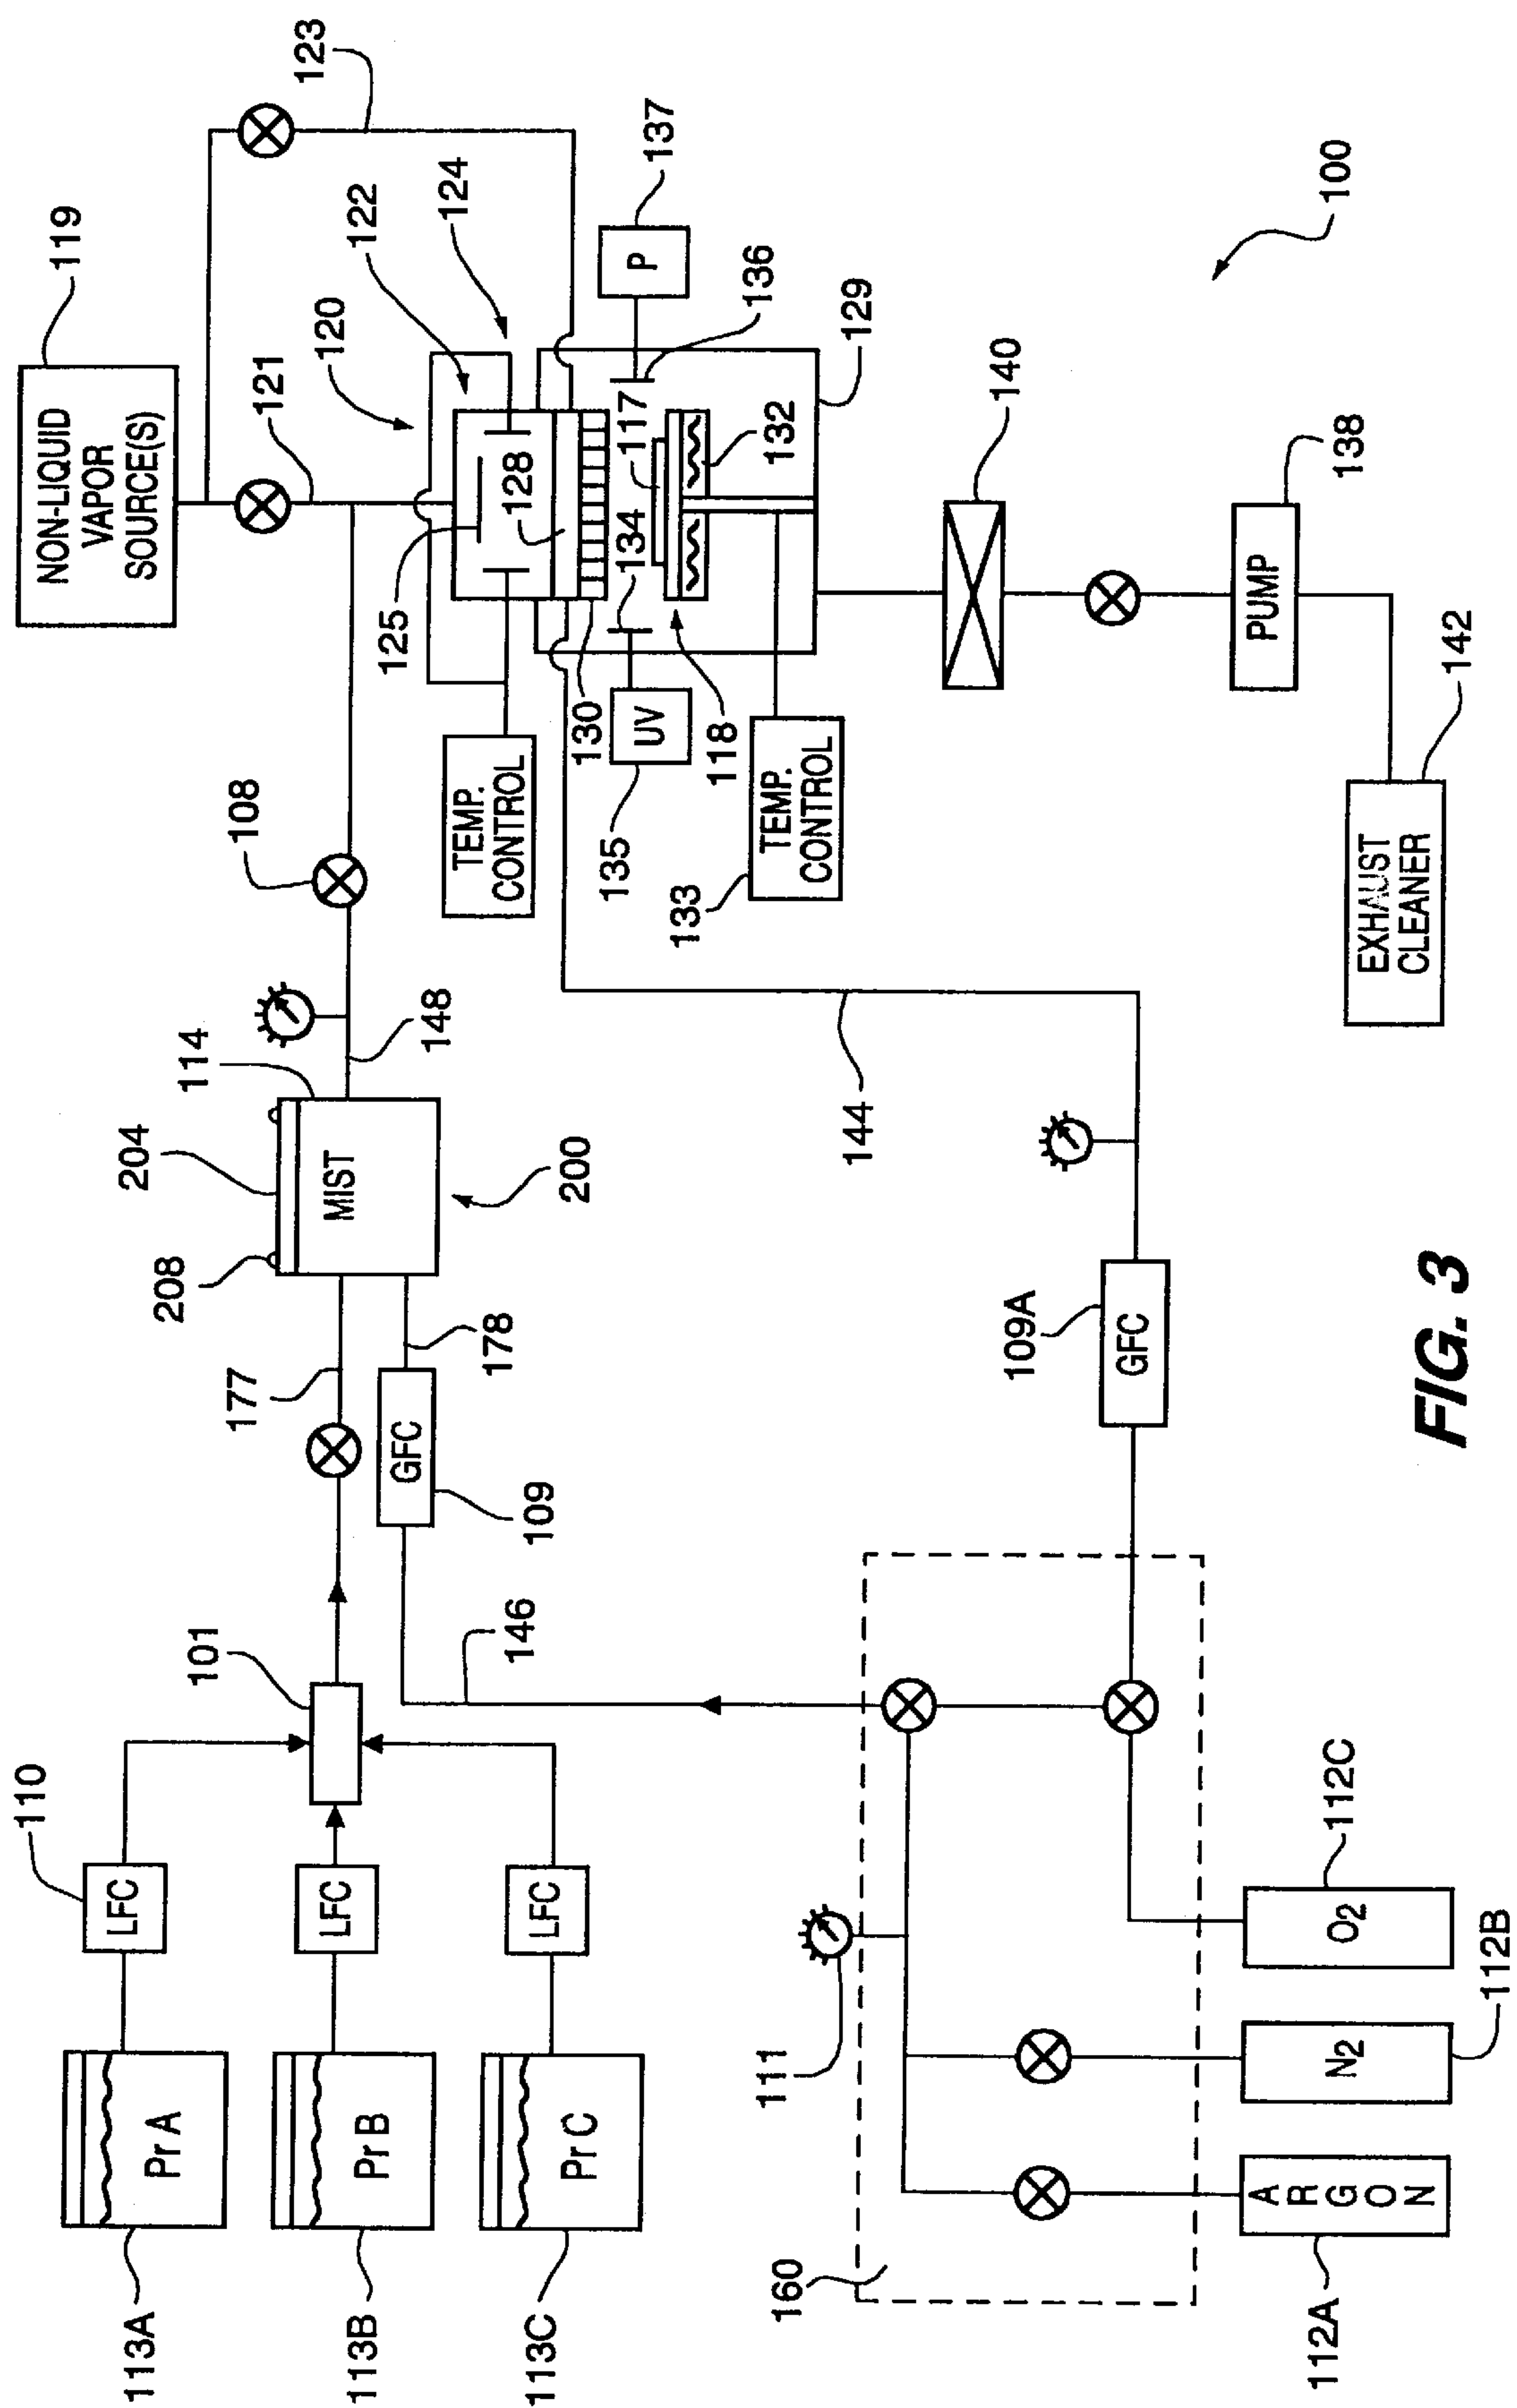 113A
113B
113C
PrA
PrB
PrC
110
LFC
LFC
LFC
101
146
177
GFC
109
178
208
204
MIST
114
200
148
108
119
NON-LIQUID
VAPOR
SOURCE(S)
121
123
120
122
124
125
128
TEMP.
CONTROL
130
134
117
UV
135
118
132
P
137
136
129
133
TEMP.
CONTROL
140
PUMP
138
EXHAUST
CLEANER
142
100
144
109A
GFC
160
111
112A
ARGON
N2
112B
O2
112C
FIG. 3